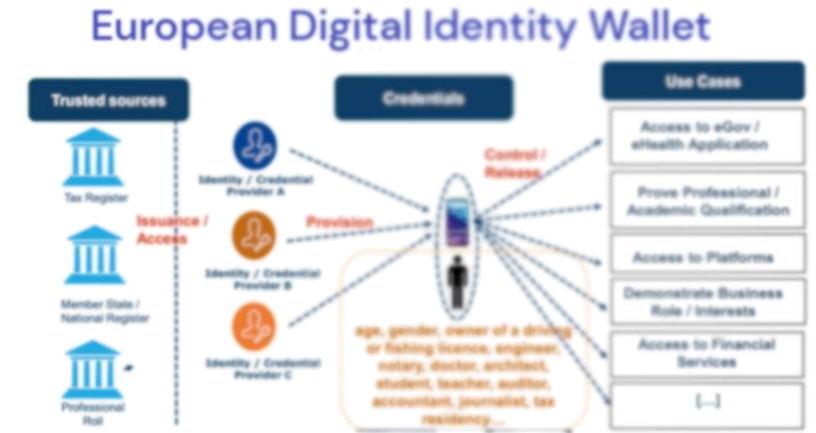 European Digital Identity Wallet
Trusted sources
Credentials
Use Cases
Tax Register
Member State /
National Register
Professional
Roll
Issuance /
Access
Identity / Credential
Provider A
Identity / Credential
Provider B
Identity / Credential
Provider C
Provision
Control /
Release
age, gender, owner of a driving
or fishing licence, engineer,
notary, doctor, architect,
student, teacher, auditor,
accountant, journalist, tax
residency...
Access to eGov /
eHealth Application
Prove Professional /
Academic Qualification
Access to Platforms
Demonstrate Business
Role / Interests
Access to Financial
Services
[...]